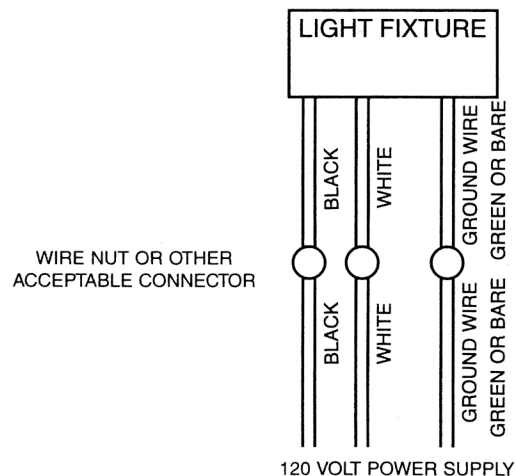 LIGHT FIXTURE
BLACK
WHITE
GROUND WIRE
GREEN OR BARE
WIRE NUT OR OTHER
ACCEPTABLE CONNECTOR
BLACK
WHITE
GROUND WIRE
GREEN OR BARE
120 VOLT POWER SUPPLY